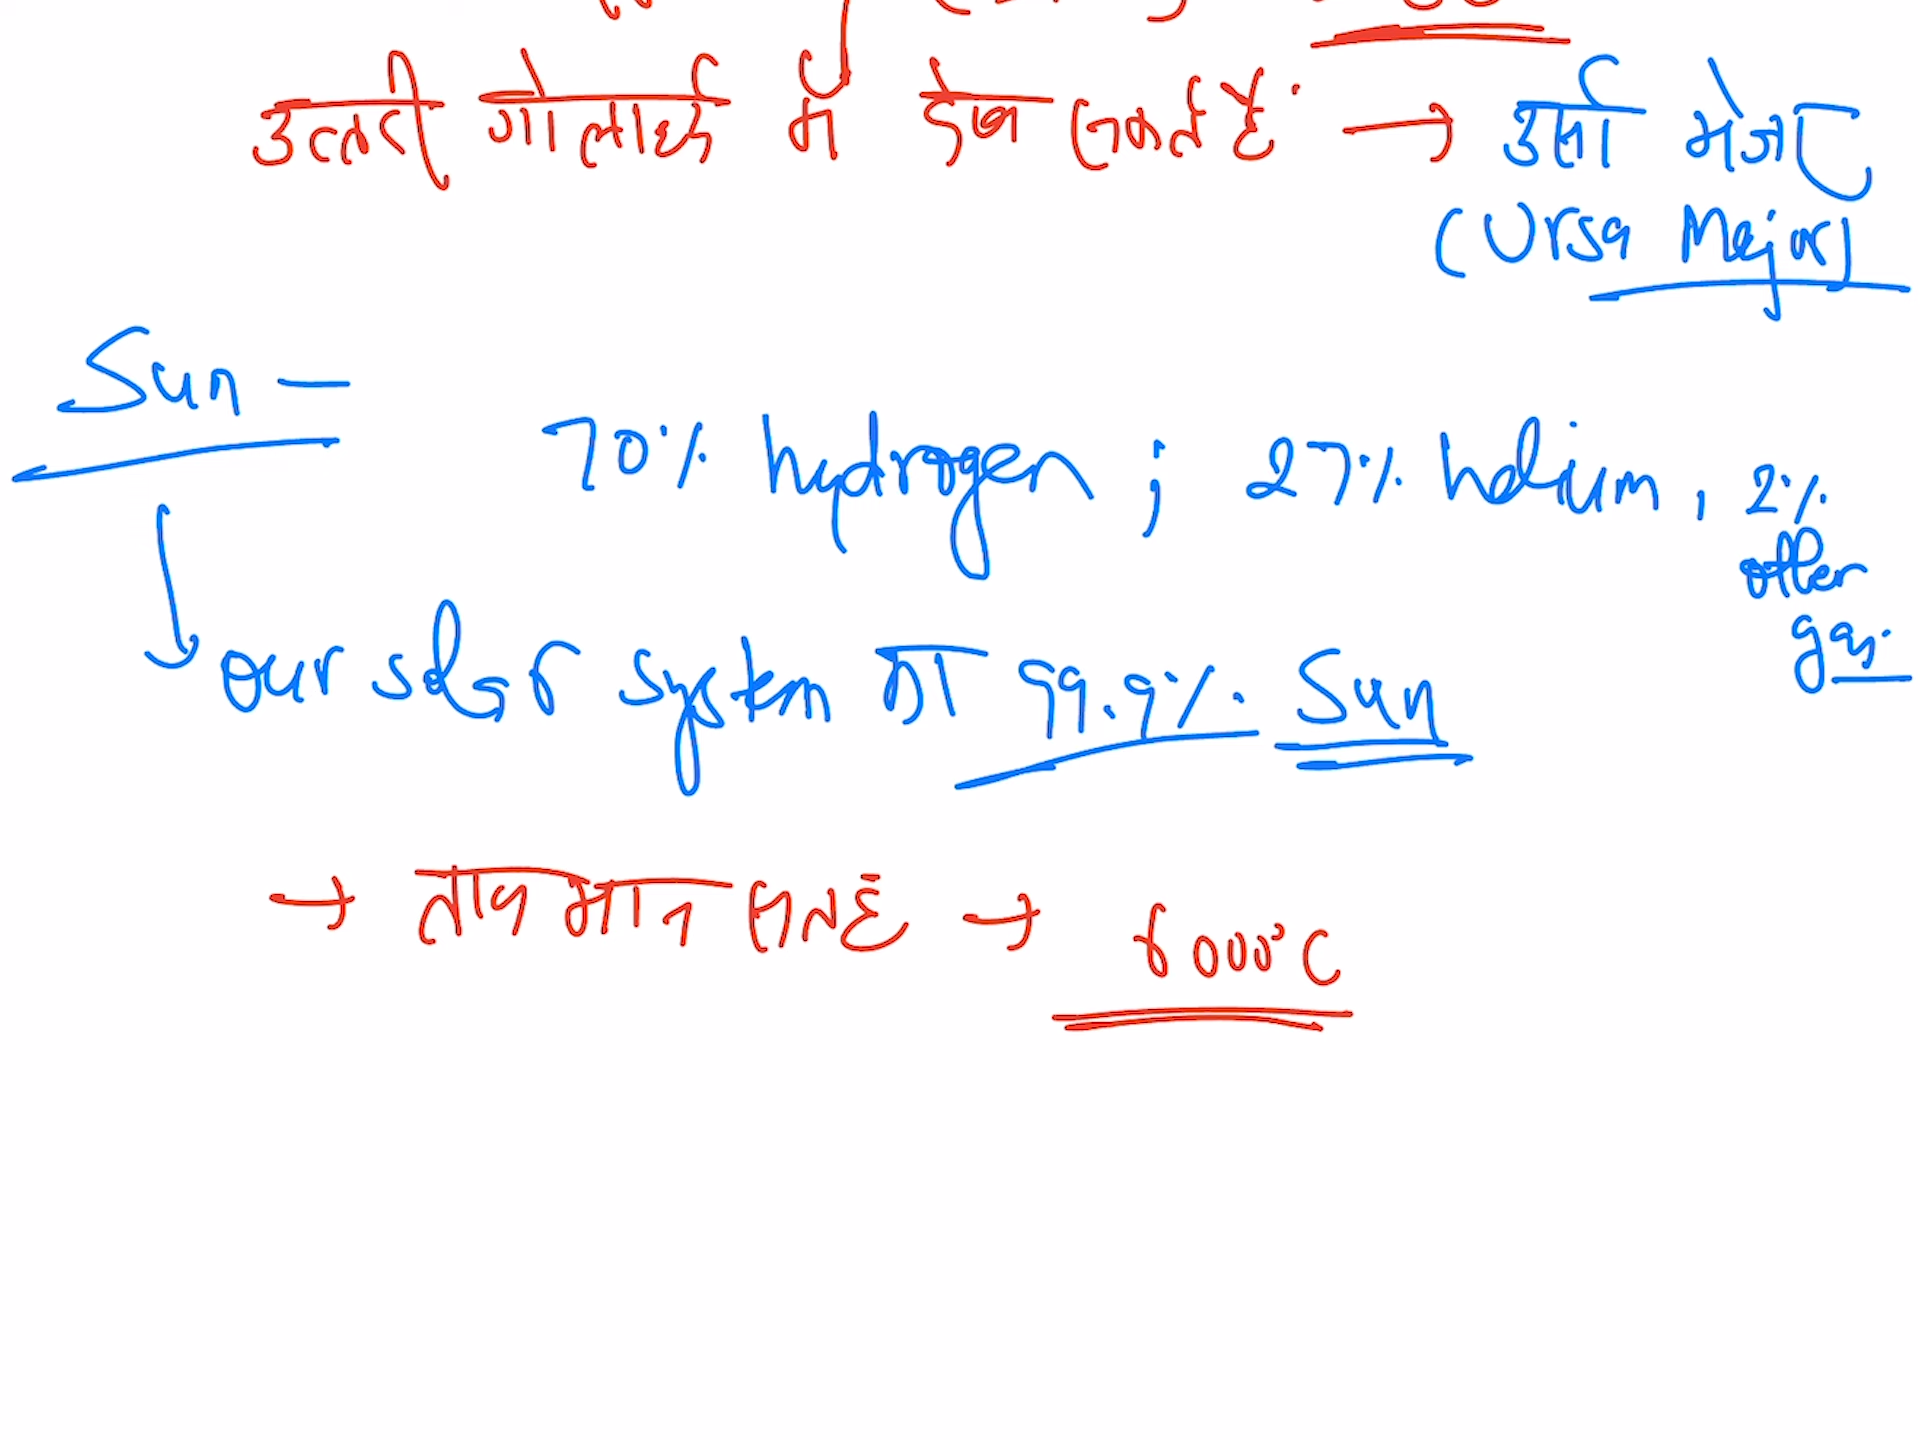 उत्तरी गोलार्ध में देख सकते हैं → उर्सा मेजर
(Ursa Major)
Sun —
70% hydrogen ; 27% helium , 2%
other
gas
our solar system का 99.9% Sun
→ तापमान सतह → 6000°C